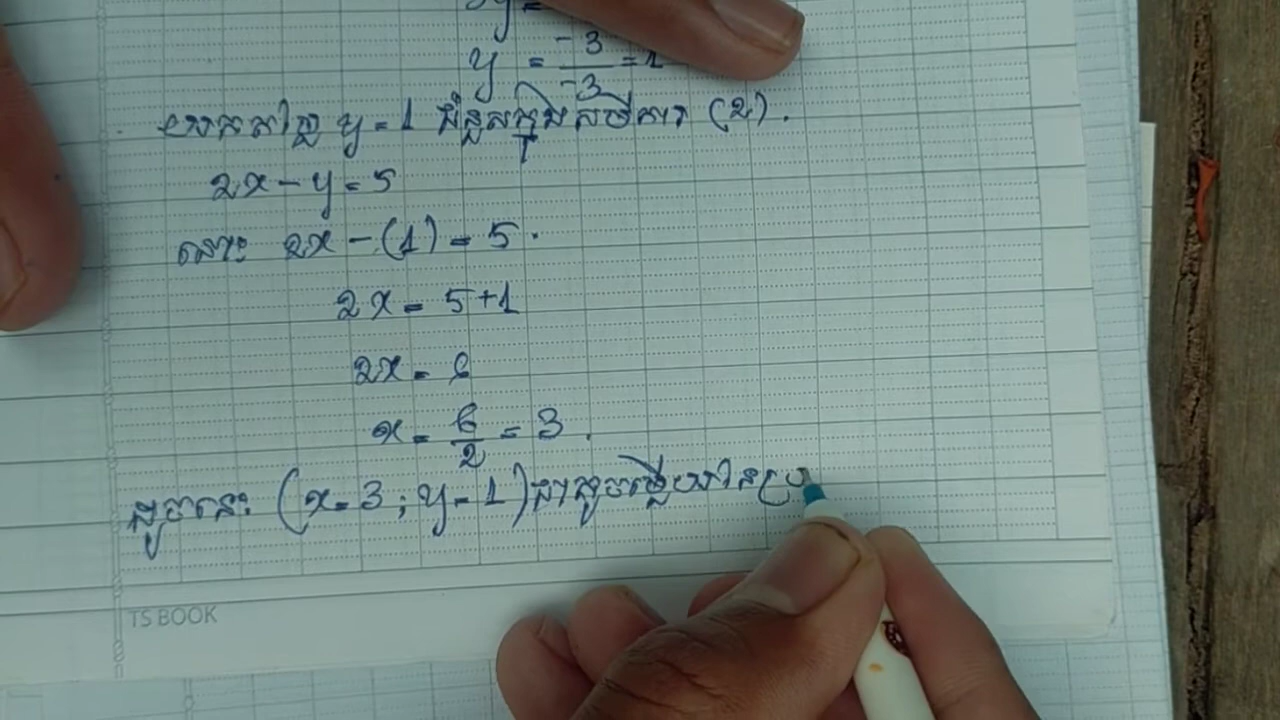 y = -3/-3 = 1
យកតម្លៃ y = 1 ជំនួសក្នុងសមីការ (2).
2x - y = 5
នោះ 2x - (1) = 5.
2x = 5+1
2x = 6
x = 6/2 = 3.
ដូចនេះ (x = 3 ; y = 1) ជាគូចម្លើយនៃប្រ
TS BOOK